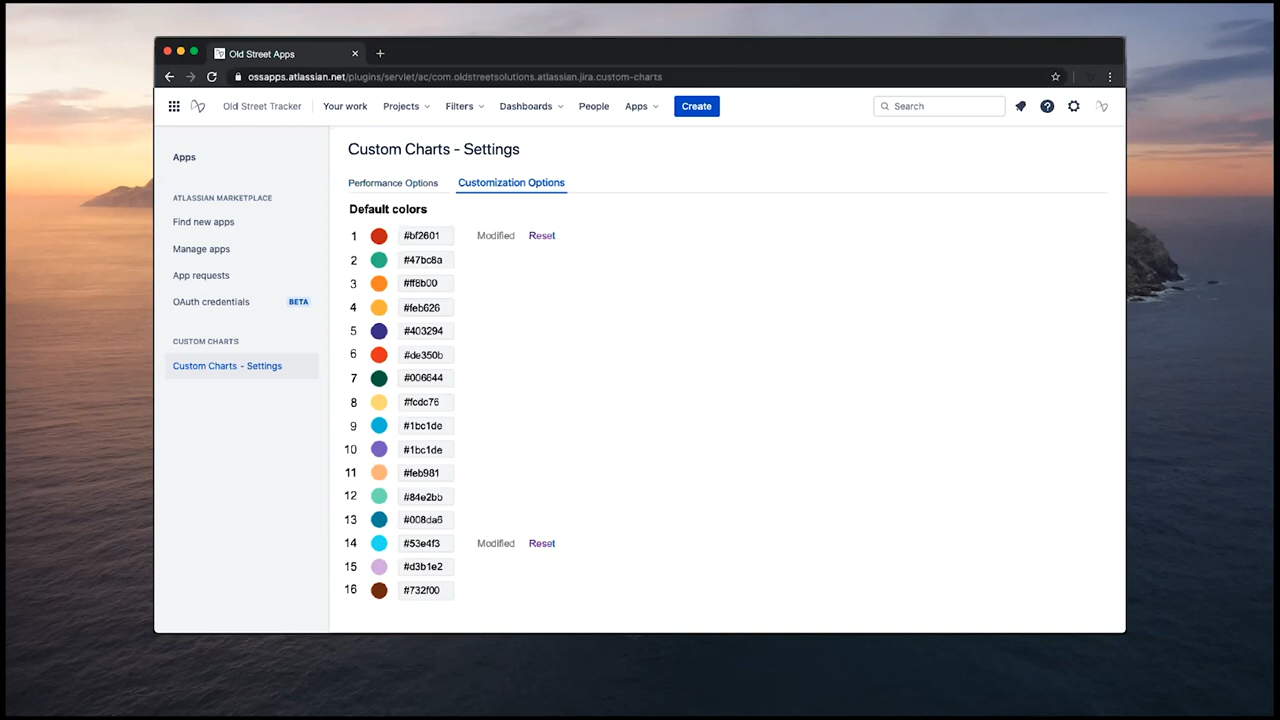 Old Street Apps
ossapps.atlassian.net/plugins/servlet/ac/com.oldstreetsolutions.atlassian.jira.custom-charts
Old Street Tracker Your work Projects Filters Dashboards People Apps Create Search
Apps
ATLASSIAN MARKETPLACE
Find new apps
Manage apps
App requests
OAuth credentials BETA
CUSTOM CHARTS
Custom Charts - Settings
Custom Charts - Settings
Performance Options Customization Options
Default colors
1 #bf2601 Modified Reset
2 #47bc8a
3 #ff8b00
4 #feb626
5 #403294
6 #de350b
7 #006644
8 #fcdc76
9 #1bc1de
10 #1bc1de
11 #feb981
12 #84e2bb
13 #008da6
14 #53e4f3 Modified Reset
15 #d3b1e2
16 #732f00